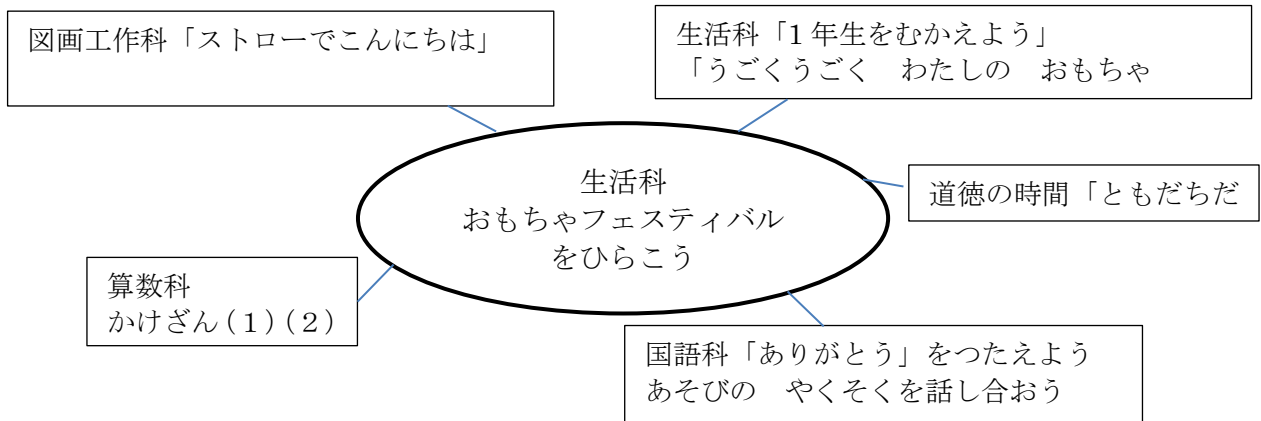 図画工作科「ストローでこんにちは」
生活科「1年生をむかえよう」
「うごくうごく　わたしの　おもちゃ
生活科
おもちゃフェスティバル
をひらこう
道徳の時間「ともだちだ
算数科
かけざん(１)(２)
国語科「ありがとう」をつたえよう
あそびの　やくそくを話し合おう